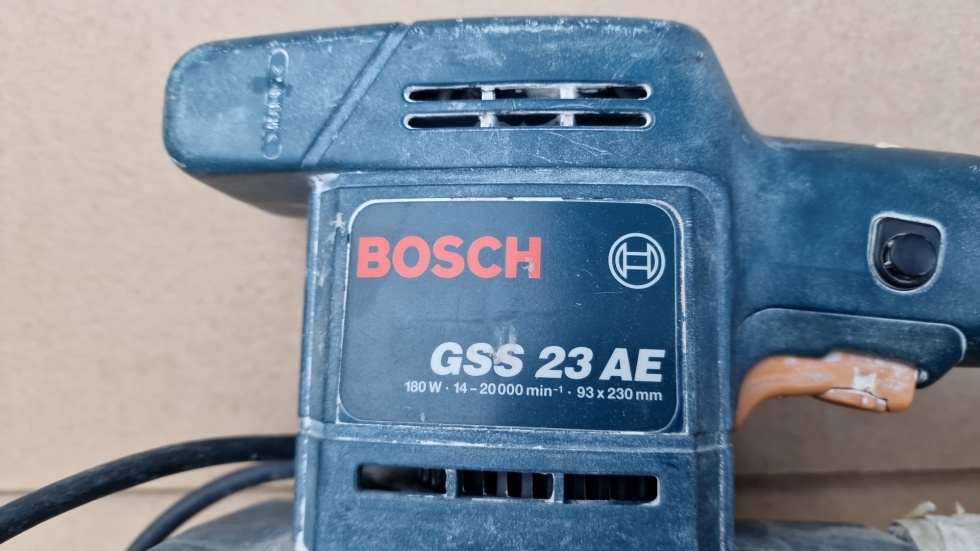 BOSCH
GSS 23 AE
180 W · 14 – 20 000 min⁻¹ · 93 x 230 mm